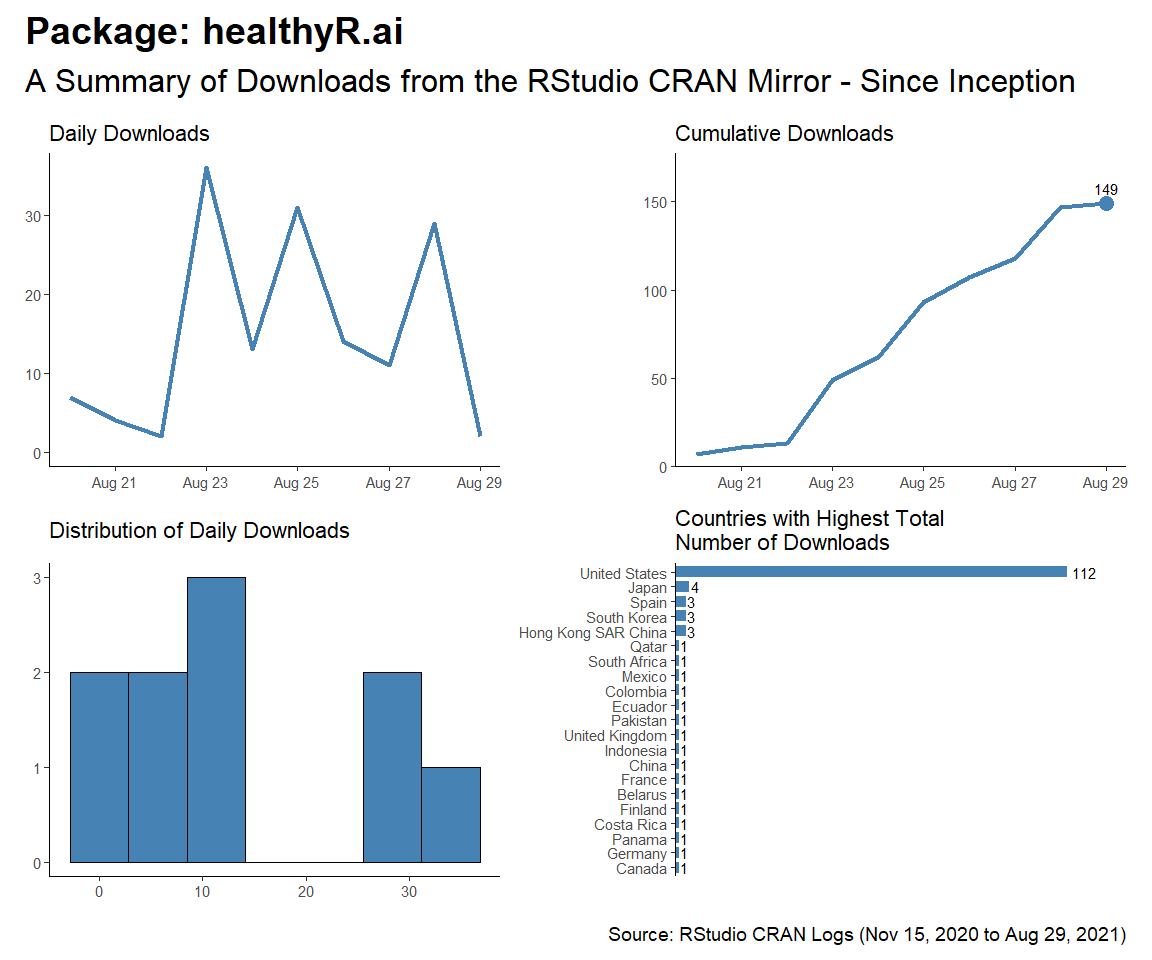 Package: healthyR.ai
A Summary of Downloads from the RStudio CRAN Mirror - Since Inception
Daily Downloads
30
20
10
0
Aug 21 Aug 23 Aug 25 Aug 27 Aug 29
Cumulative Downloads
149
150
100
50
0
Aug 21 Aug 23 Aug 25 Aug 27 Aug 29
Distribution of Daily Downloads
3
2
1
0
0 10 20 30
Countries with Highest Total
Number of Downloads
United States 112
Japan 4
Spain 3
South Korea 3
Hong Kong SAR China 3
Qatar 1
South Africa 1
Mexico 1
Colombia 1
Ecuador 1
Pakistan 1
United Kingdom 1
Indonesia 1
China 1
France 1
Belarus 1
Finland 1
Costa Rica 1
Panama 1
Germany 1
Canada 1
Source: RStudio CRAN Logs (Nov 15, 2020 to Aug 29, 2021)